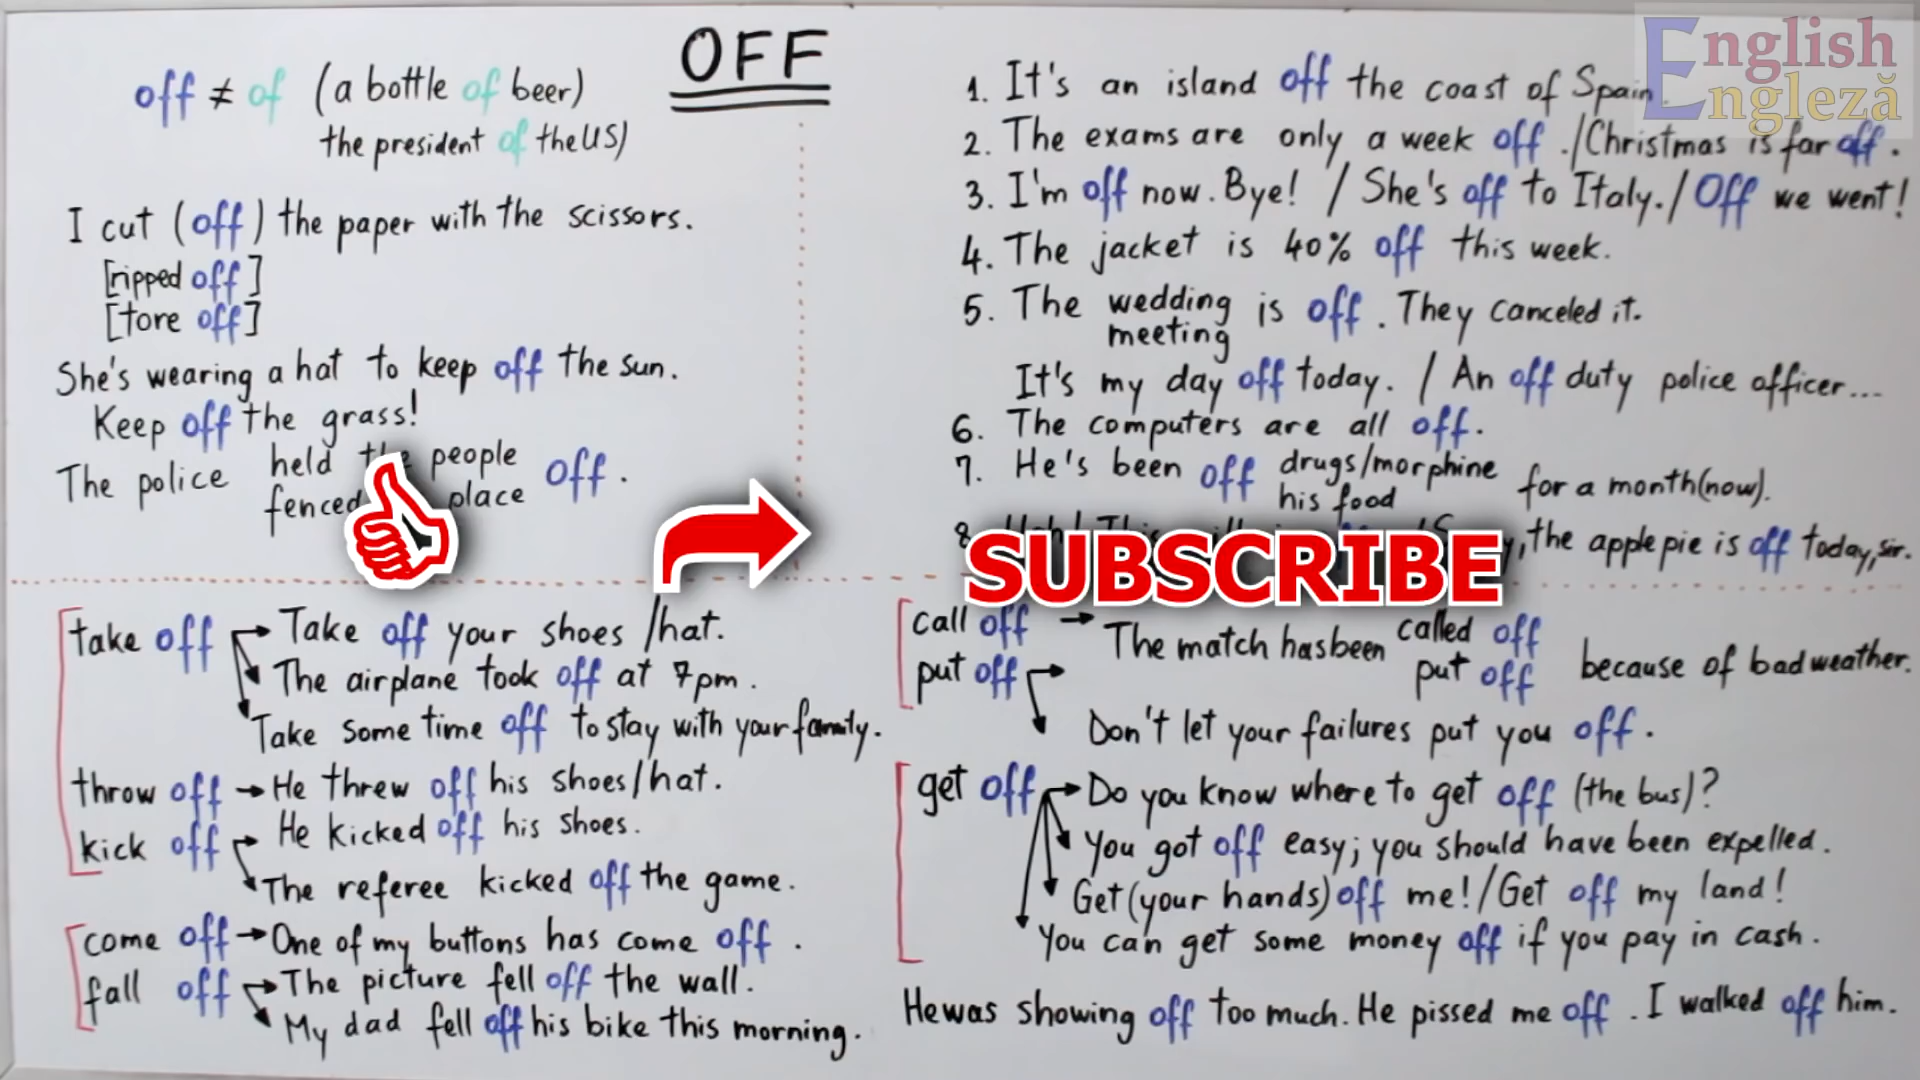 OFF
English
Engleză
off ≠ of (a bottle of beer)
the president of the US)
I cut (off) the paper with the scissors.
[ripped off]
[tore off]
She's wearing a hat to keep off the sun.
Keep off the grass!
The police held the people off.
fenced place
1. It's an island off the coast of Spain.
2. The exams are only a week off. / Christmas is far off.
3. I'm off now. Bye! / She's off to Italy. / Off we went!
4. The jacket is 40% off this week.
5. The wedding is off. They canceled it.
meeting
It's my day off today. / An off duty police officer...
6. The computers are all off.
7. He's been off drugs/morphine for a month (now).
his food
8. the apple pie is off today, sir.
SUBSCRIBE
take off → Take off your shoes /hat.
The airplane took off at 7pm.
Take some time off to stay with your family.
throw off → He threw off his shoes/hat.
kick off → He kicked off his shoes.
The referee kicked off the game.
come off → One of my buttons has come off.
fall off → The picture fell off the wall.
My dad fell off his bike this morning.
call off → The match has been called off because of bad weather.
put off → put off
Don't let your failures put you off.
get off → Do you know where to get off (the bus)?
You got off easy; you should have been expelled.
Get (your hands) off me! / Get off my land!
You can get some money off if you pay in cash.
He was showing off too much. He pissed me off. I walked off him.